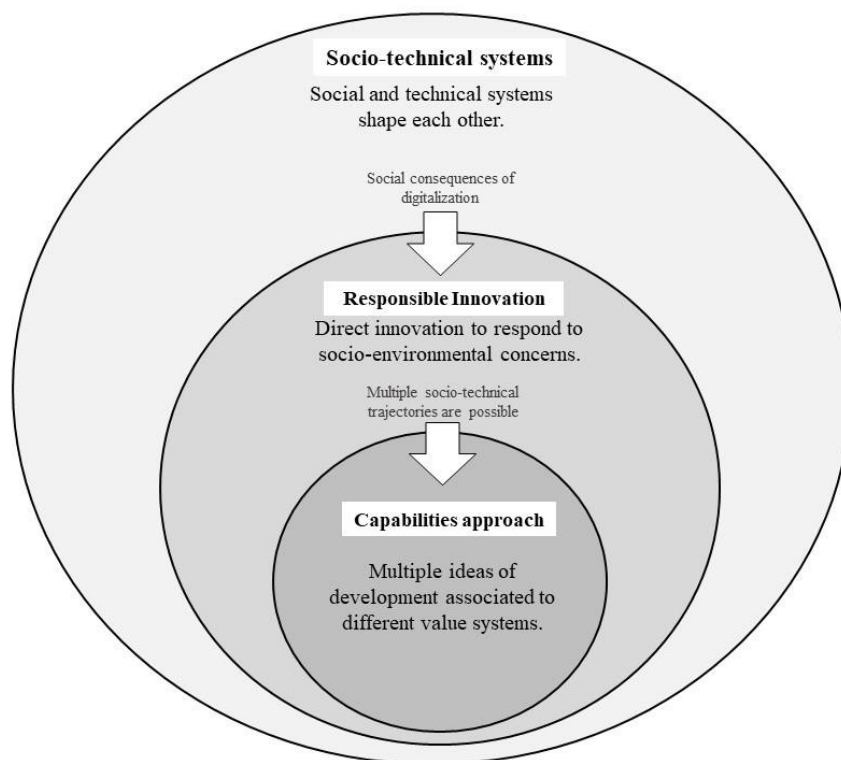 Socio-technical systems
Social and technical systems
shape each other.
Social consequences of
digitalization
Responsible Innovation
Direct innovation to respond to
socio-environmental concerns.
Multiple socio-technical
trajectories are possible
Capabilities approach
Multiple ideas of
development associated to
different value systems.